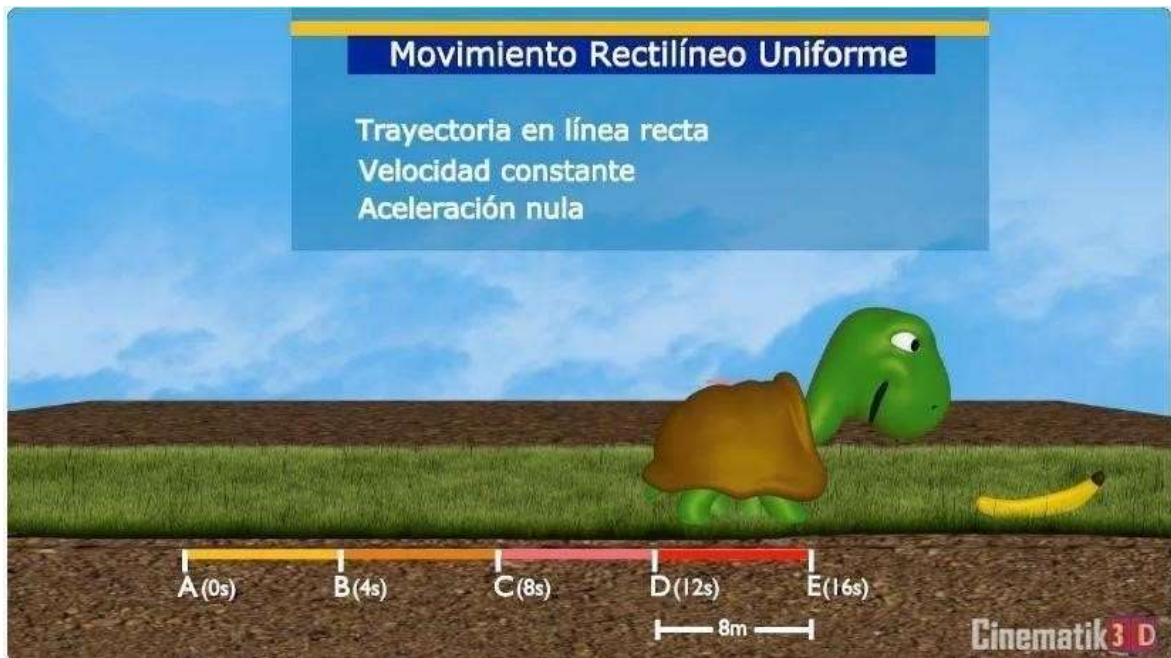 Movimiento Rectilíneo Uniforme
Trayectoria en línea recta
Velocidad constante
Aceleración nula
A(0s) B(4s) C(8s) D(12s) E(16s)
8m
Cinematik3D